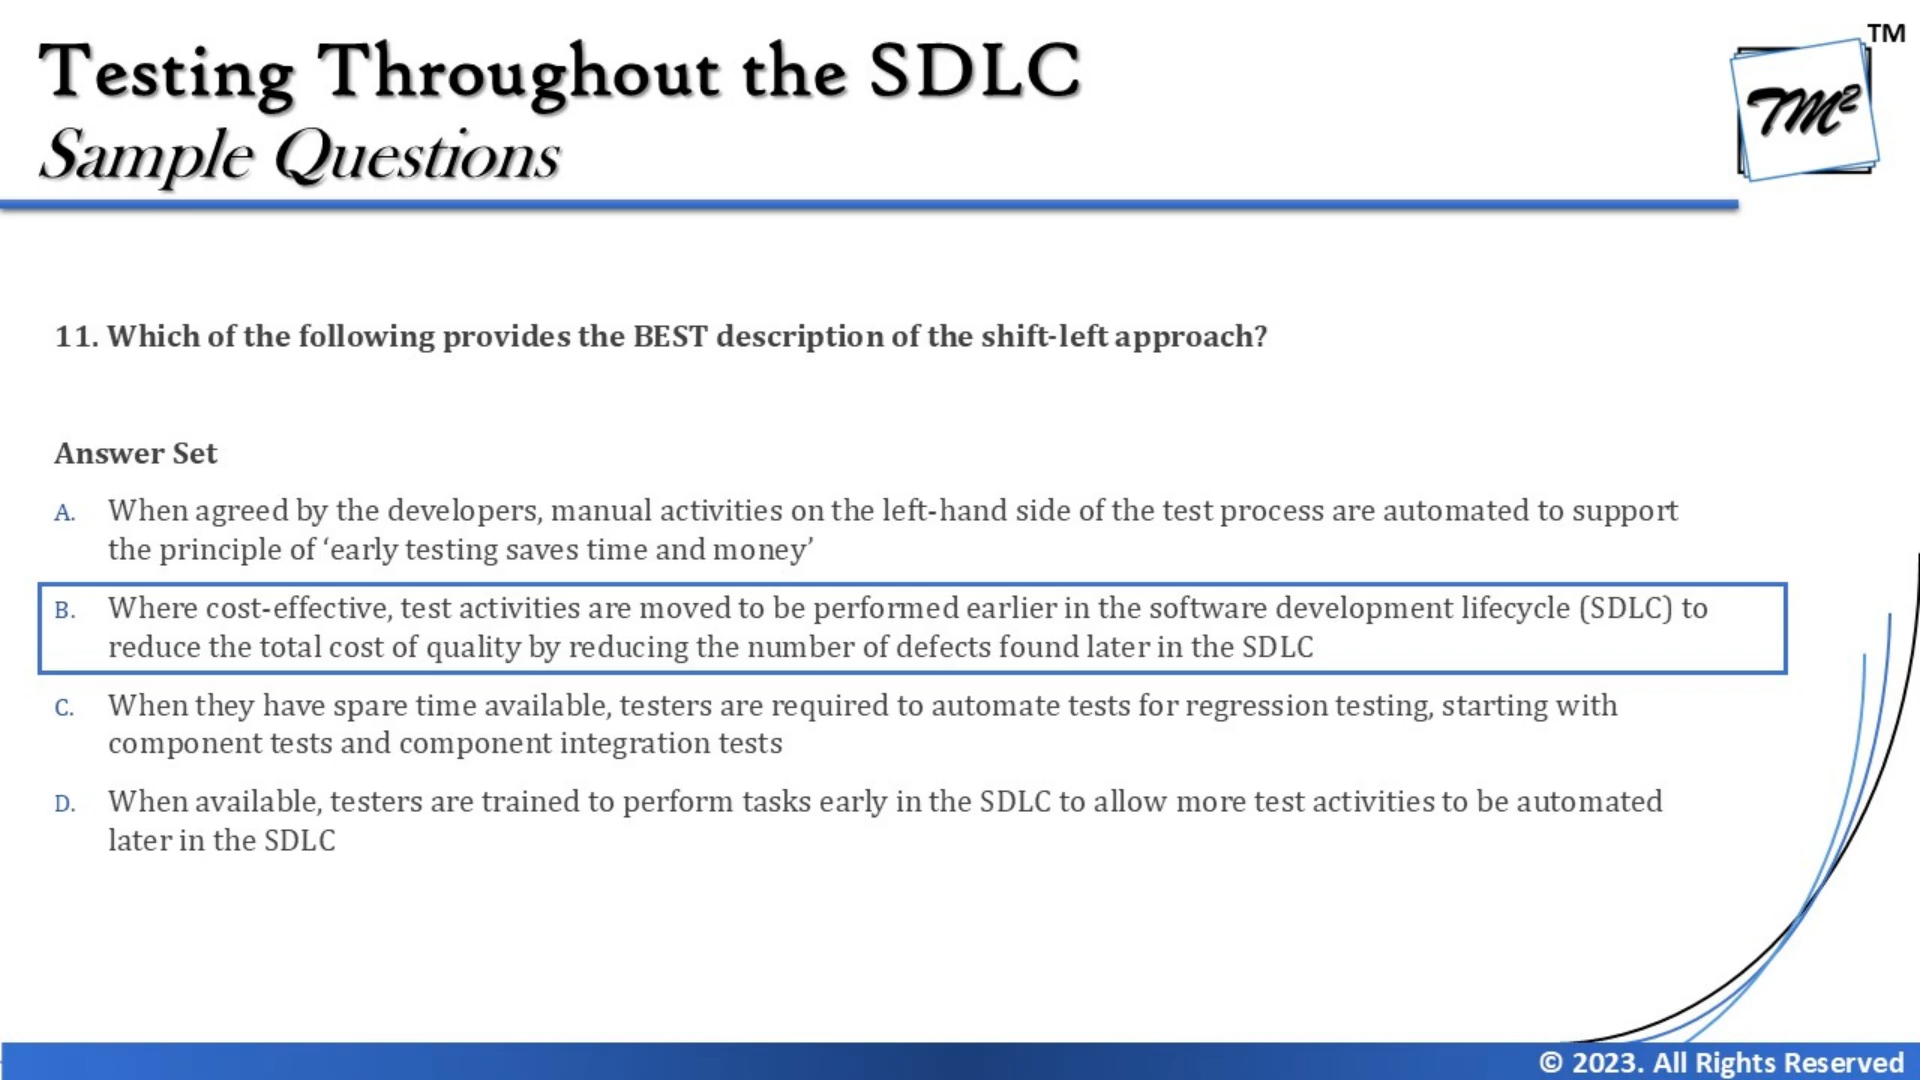 Testing Throughout the SDLC
TM
TM²
Sample Questions
11. Which of the following provides the BEST description of the shift-left approach?
Answer Set
A. When agreed by the developers, manual activities on the left-hand side of the test process are automated to support
the principle of ‘early testing saves time and money’
B. Where cost-effective, test activities are moved to be performed earlier in the software development lifecycle (SDLC) to
reduce the total cost of quality by reducing the number of defects found later in the SDLC
C. When they have spare time available, testers are required to automate tests for regression testing, starting with
component tests and component integration tests
D. When available, testers are trained to perform tasks early in the SDLC to allow more test activities to be automated
later in the SDLC
© 2023. All Rights Reserved